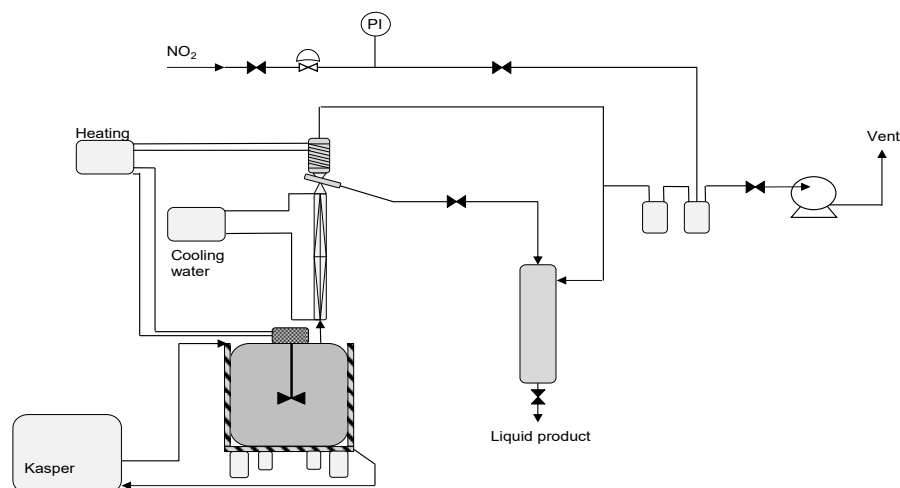 PI
NO₂
Vent
Heating
Cooling
water
Liquid product
Kasper